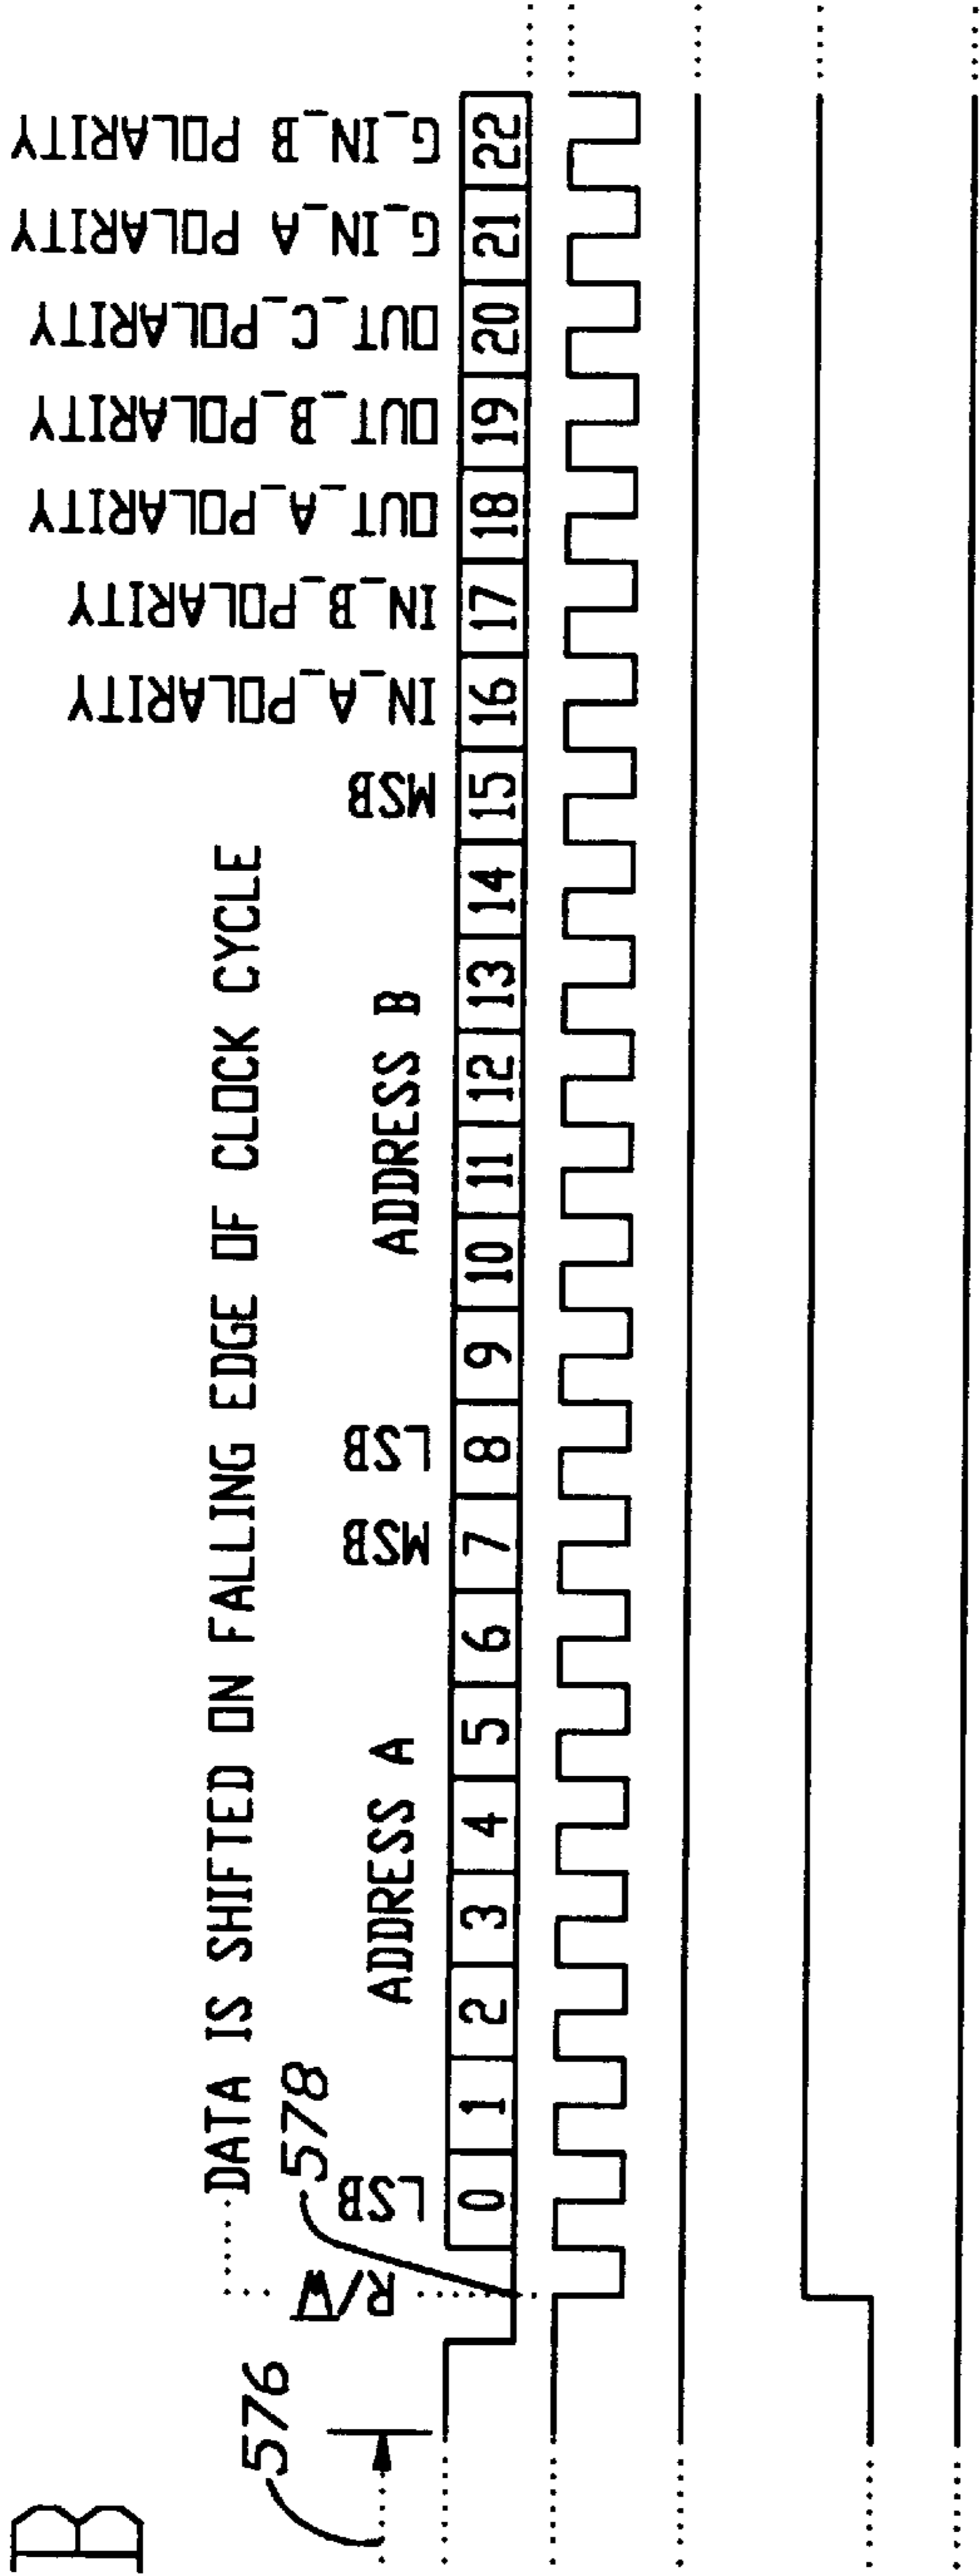 B
576
DATA IS SHIFTED ON FALLING EDGE OF CLOCK CYCLE
578
R/W
LSB
ADDRESS A
MSB
LSB
ADDRESS B
MSB
IN_A_POLARITY
IN_B_POLARITY
OUT_A_POLARITY
OUT_B_POLARITY
OUT_C_POLARITY
G_IN_A POLARITY
G_IN_B POLARITY
0 1 2 3 4 5 6 7 8 9 10 11 12 13 14 15 16 17 18 19 20 21 22